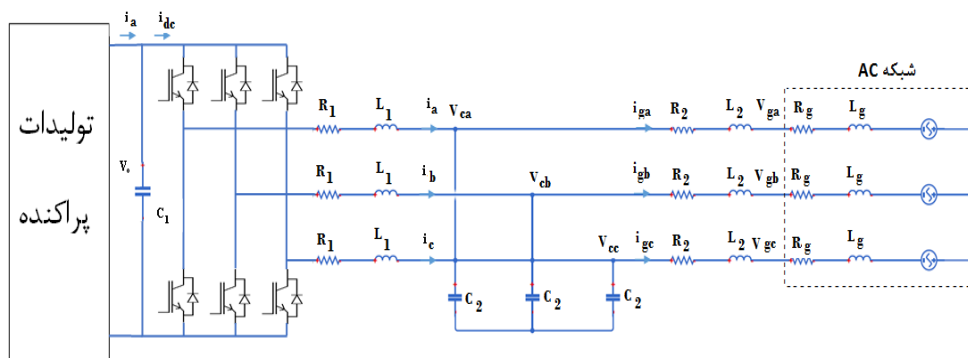 تولیدات
پراکنده
i_a
i_dc
V_o
C_1
R_1 L_1 i_a V_ca i_ga R_2 L_2 V_ga R_g L_g
R_1 L_1 i_b V_cb i_gb R_2 L_2 V_gb R_g L_g
R_1 L_1 i_c V_cc i_gc R_2 L_2 V_gc R_g L_g
C_2 C_2 C_2
شبکه AC